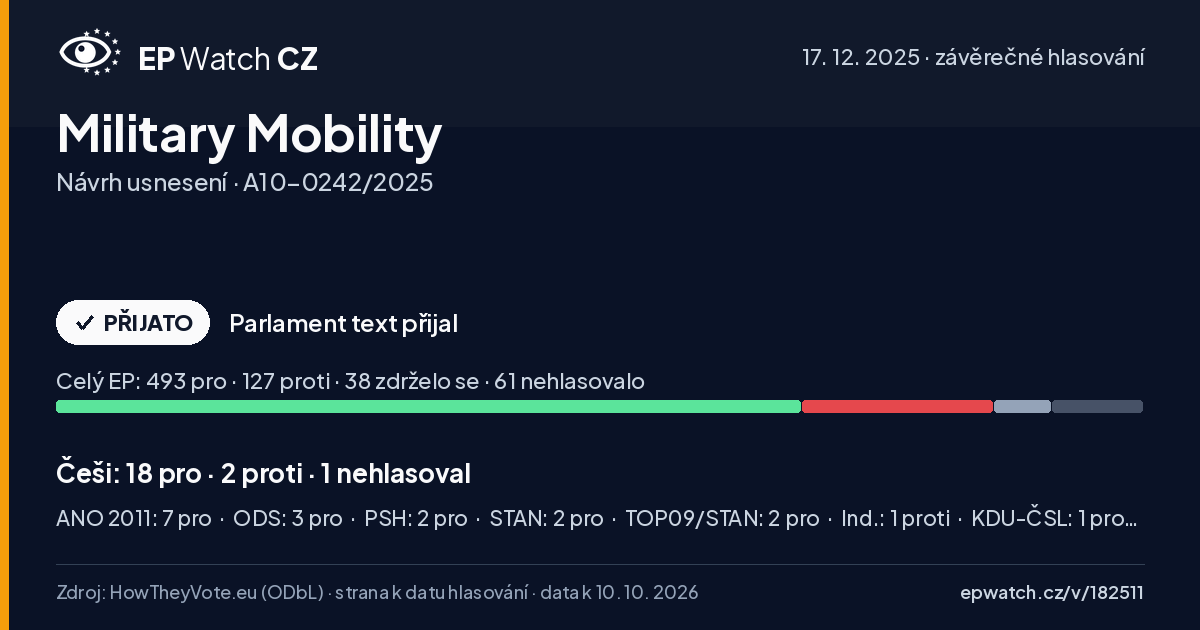 EP Watch CZ
17. 12. 2025 · závěrečné hlasování
Military Mobility
Návrh usnesení · A10–0242/2025
✓ PŘIJATO
Parlament text přijal
Celý EP: 493 pro · 127 proti · 38 zdrželo se · 61 nehlasovalo
Češi: 18 pro · 2 proti · 1 nehlasoval
ANO 2011: 7 pro · ODS: 3 pro · PSH: 2 pro · STAN: 2 pro · TOP09/STAN: 2 pro · Ind.: 1 proti · KDU-ČSL: 1 pro…
Zdroj: HowTheyVote.eu (ODbL) · strana k datu hlasování · data k 10. 10. 2026
epwatch.cz/v/182511